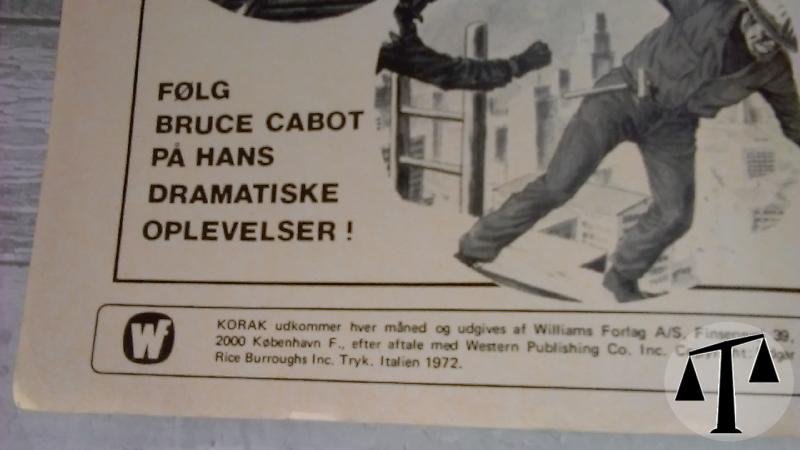 FØLG
BRUCE CABOT
PÅ HANS
DRAMATISKE
OPLEVELSER !
Wf
KORAK udkommer hver måned og udgives af Williams Forlag A/S, 39,
2000 København F., efter aftale med Western Publishing Co. Inc.
Rice Burroughs Inc. Tryk. Italien 1972.